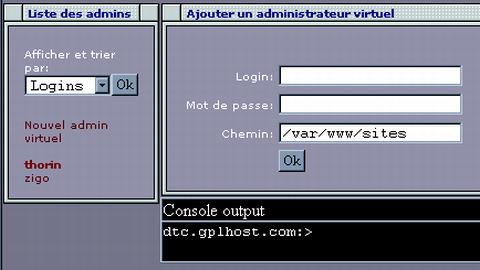 Liste des admins
Afficher et trier
par:
Logins Ok
Nouvel admin
virtuel
thorin
zigo
Ajouter un administrateur virtuel
Login:
Mot de passe:
Chemin: /var/www/sites
Ok
Console output
dtc.gplhost.com:>